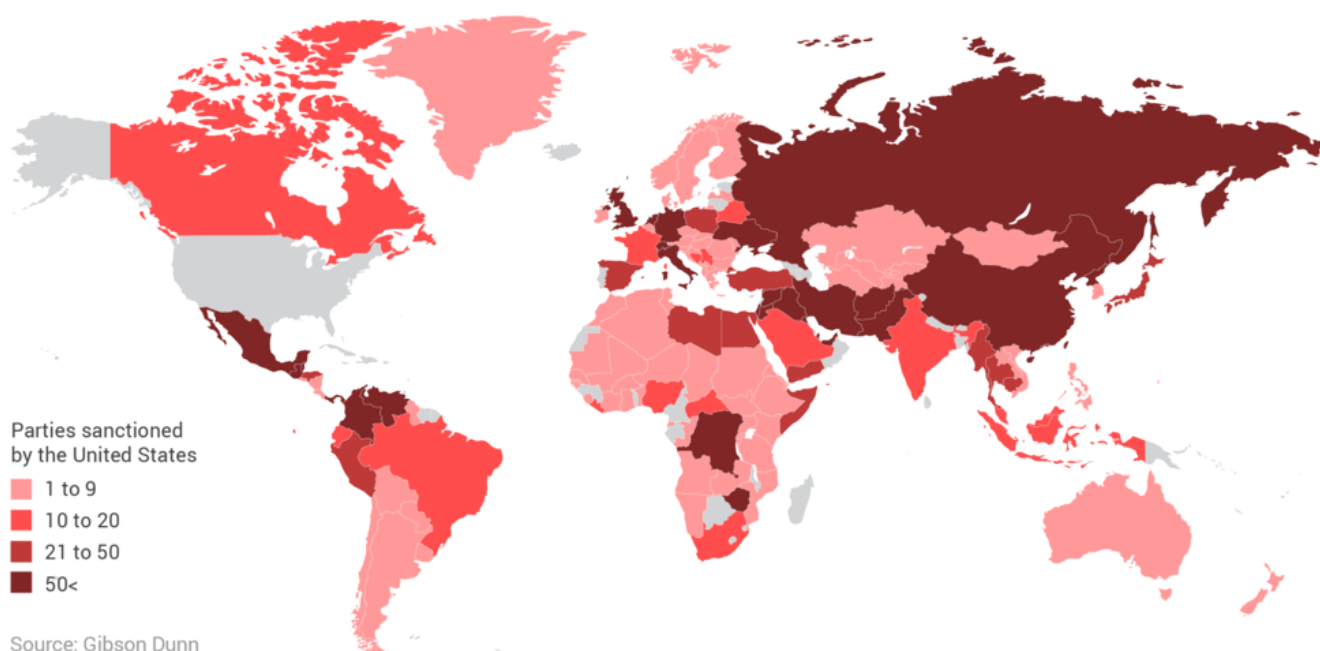 Parties sanctioned
by the United States
1 to 9
10 to 20
21 to 50
50<
Source: Gibson Dunn